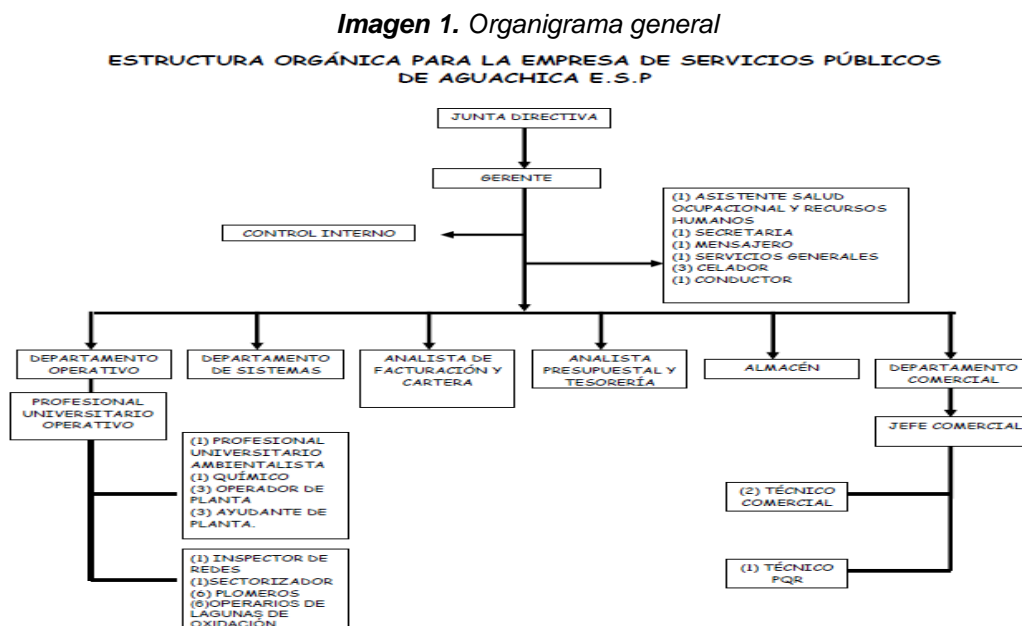 Imagen 1. Organigrama general
ESTRUCTURA ORGÁNICA PARA LA EMPRESA DE SERVICIOS PÚBLICOS
DE AGUACHICA E.S.P
JUNTA DIRECTIVA
GERENTE
CONTROL INTERNO
(1) ASISTENTE SALUD
OCUPACIONAL Y RECURSOS
HUMANOS
(1) SECRETARIA
(1) MENSAJERO
(1) SERVICIOS GENERALES
(3) CELADOR
(1) CONDUCTOR
DEPARTAMENTO
OPERATIVO
DEPARTAMENTO
DE SISTEMAS
ANALISTA DE
FACTURACIÓN Y
CARTERA
ANALISTA
PRESUPUESTAL Y
TESORERÍA
ALMACÉN
DEPARTAMENTO
COMERCIAL
PROFESIONAL
UNIVERSITARIO
OPERATIVO
JEFE COMERCIAL
(1) PROFESIONAL
UNIVERSITARIO
AMBIENTALISTA
(1) QUÍMICO
(3) OPERADOR DE
PLANTA
(3) AYUDANTE DE
PLANTA.
(2) TÉCNICO
COMERCIAL
(1) INSPECTOR DE
REDES
(1)SECTORIZADOR
(6) PLOMEROS
(6)OPERARIOS DE
LAGUNAS DE
OXIDACIÓN
(1) TÉCNICO
PQR